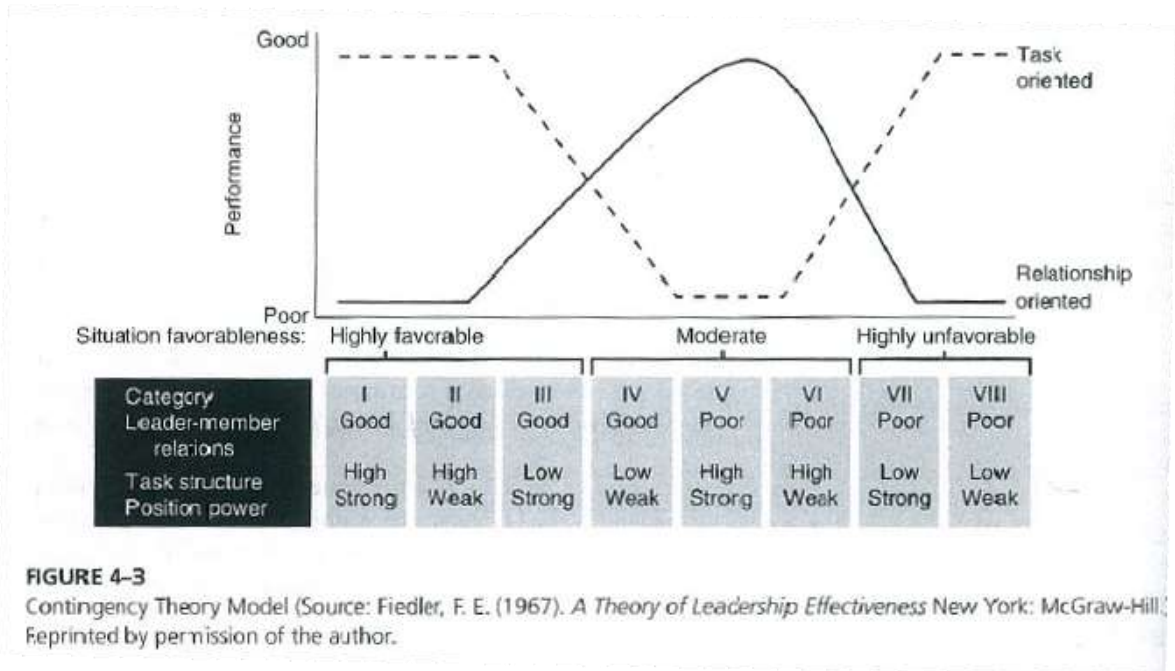 Good
Task
oriented
Performance
Relationship
oriented
Poor
Situation favorableness: Highly favorable Moderate Highly unfavorable
Category I II III IV V VI VII VIII
Leader-member Good Good Good Good Poor Poor Poor Poor
relations
Task structure High High Low Low High High Low Low
Position power Strong Weak Strong Weak Strong Weak Strong Weak
FIGURE 4–3
Contingency Theory Model (Source: Fiedler, F. E. (1967). A Theory of Leadership Effectiveness New York: McGraw-Hill.;
Reprinted by permission of the author.